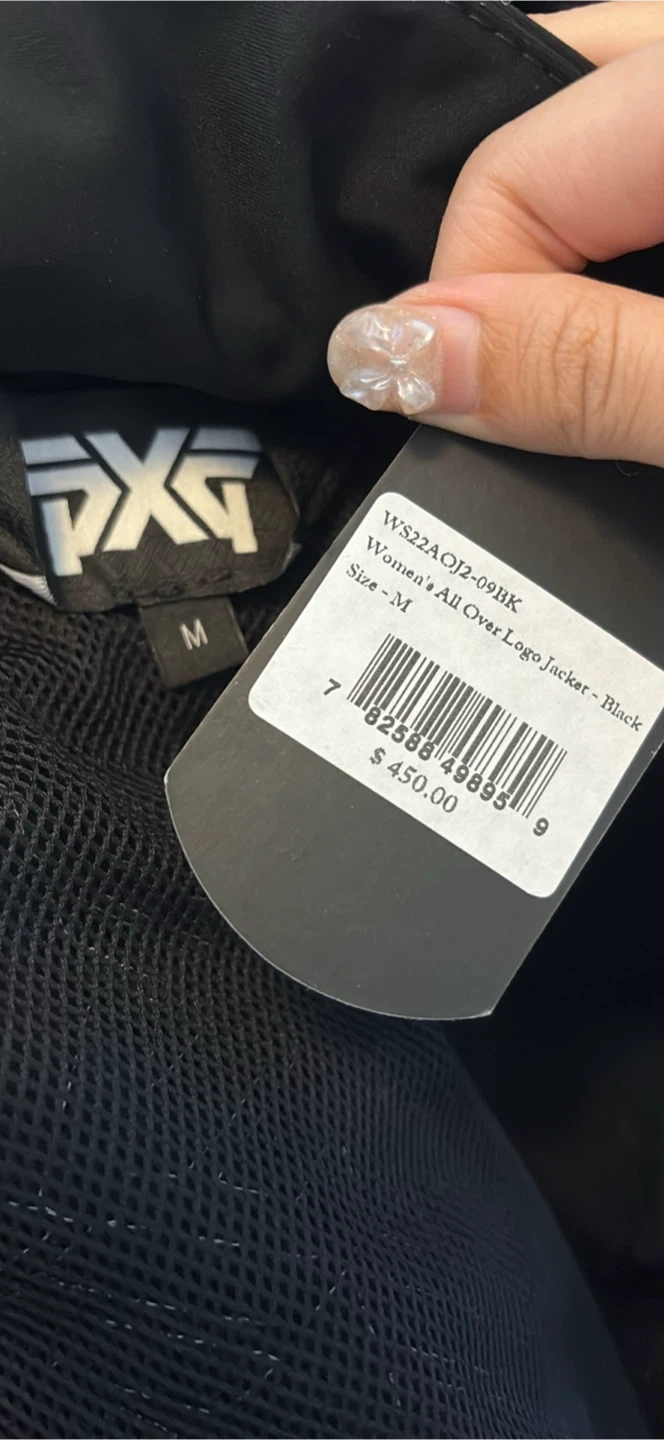 PXG
M
WS22AOJ2-09BK
Women's All Over Logo Jacket - Black
Size - M
7 82588 49895 9
$ 450.00